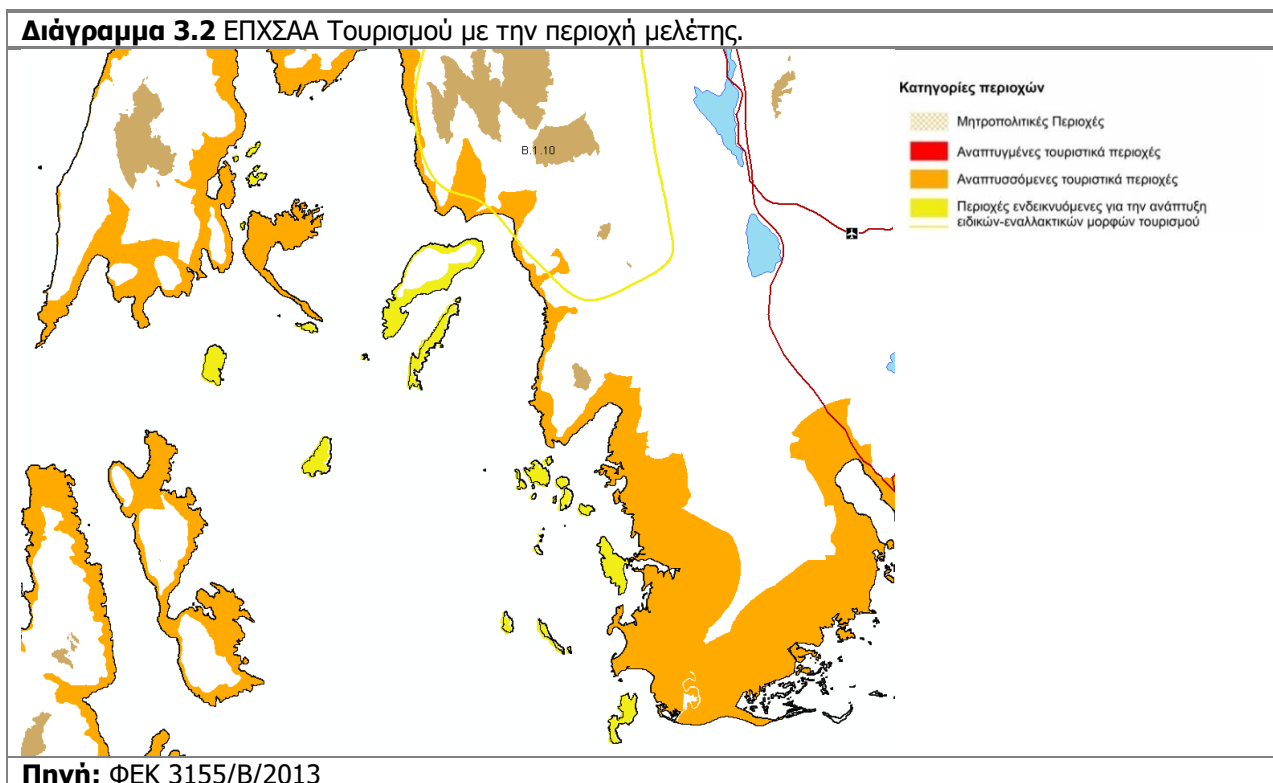 Διάγραμμα 3.2 ΕΠΧΣΑΑ Τουρισμού με την περιοχή μελέτης.
Κατηγορίες περιοχών
Μητροπολιτικές Περιοχές
Αναπτυγμένες τουριστικά περιοχές
Αναπτυσσόμενες τουριστικά περιοχές
Περιοχές ενδεικνυόμενες για την ανάπτυξη
ειδικών-εναλλακτικών μορφών τουρισμού
Β.1.10
Πηγή: ΦΕΚ 3155/Β/2013